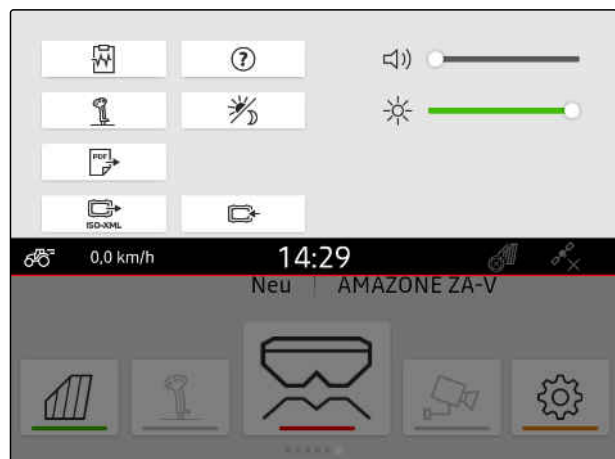 ?
PDF
ISO-XML
0,0 km/h 14:29
Neu AMAZONE ZA-V